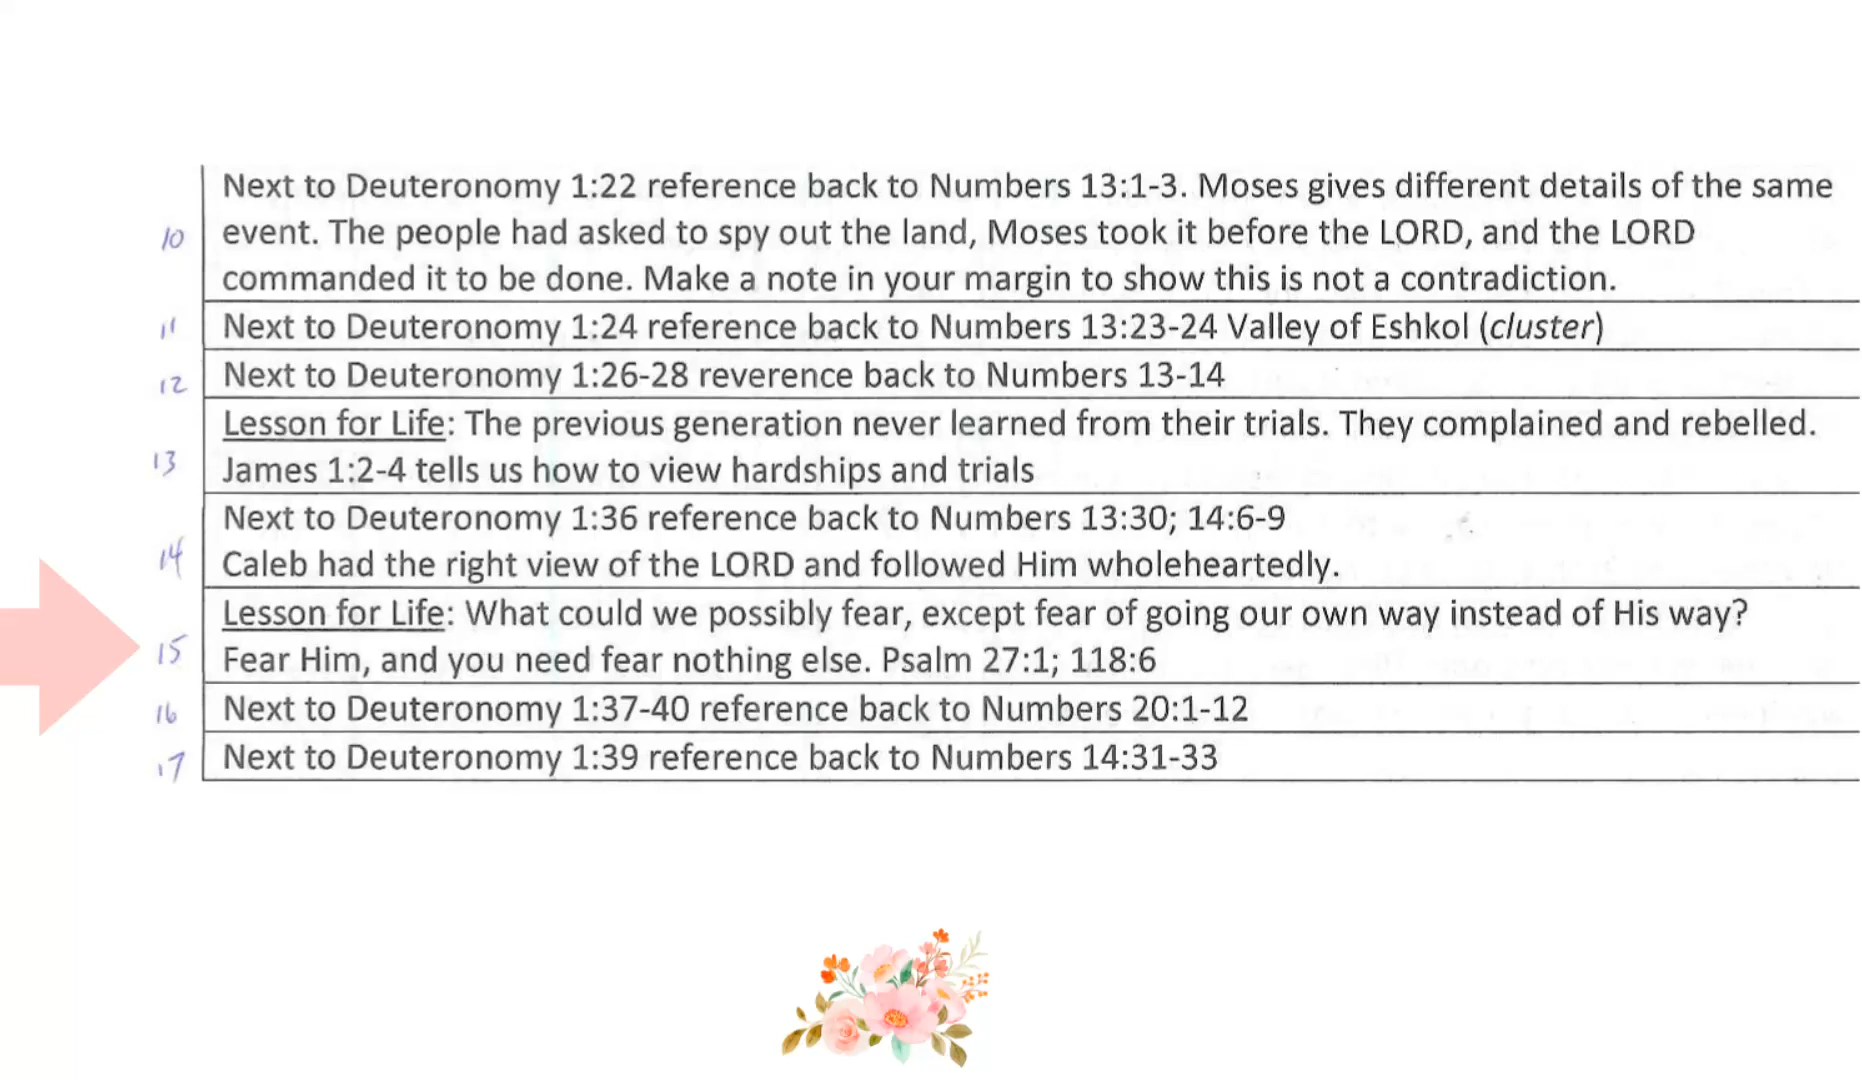 Next to Deuteronomy 1:22 reference back to Numbers 13:1-3. Moses gives different details of the same
10 event. The people had asked to spy out the land, Moses took it before the LORD, and the LORD
commanded it to be done. Make a note in your margin to show this is not a contradiction.
11 Next to Deuteronomy 1:24 reference back to Numbers 13:23-24 Valley of Eshkol (cluster)
12 Next to Deuteronomy 1:26-28 reverence back to Numbers 13-14
Lesson for Life: The previous generation never learned from their trials. They complained and rebelled.
13 James 1:2-4 tells us how to view hardships and trials
Next to Deuteronomy 1:36 reference back to Numbers 13:30; 14:6-9
14 Caleb had the right view of the LORD and followed Him wholeheartedly.
Lesson for Life: What could we possibly fear, except fear of going our own way instead of His way?
15 Fear Him, and you need fear nothing else. Psalm 27:1; 118:6
16 Next to Deuteronomy 1:37-40 reference back to Numbers 20:1-12
17 Next to Deuteronomy 1:39 reference back to Numbers 14:31-33